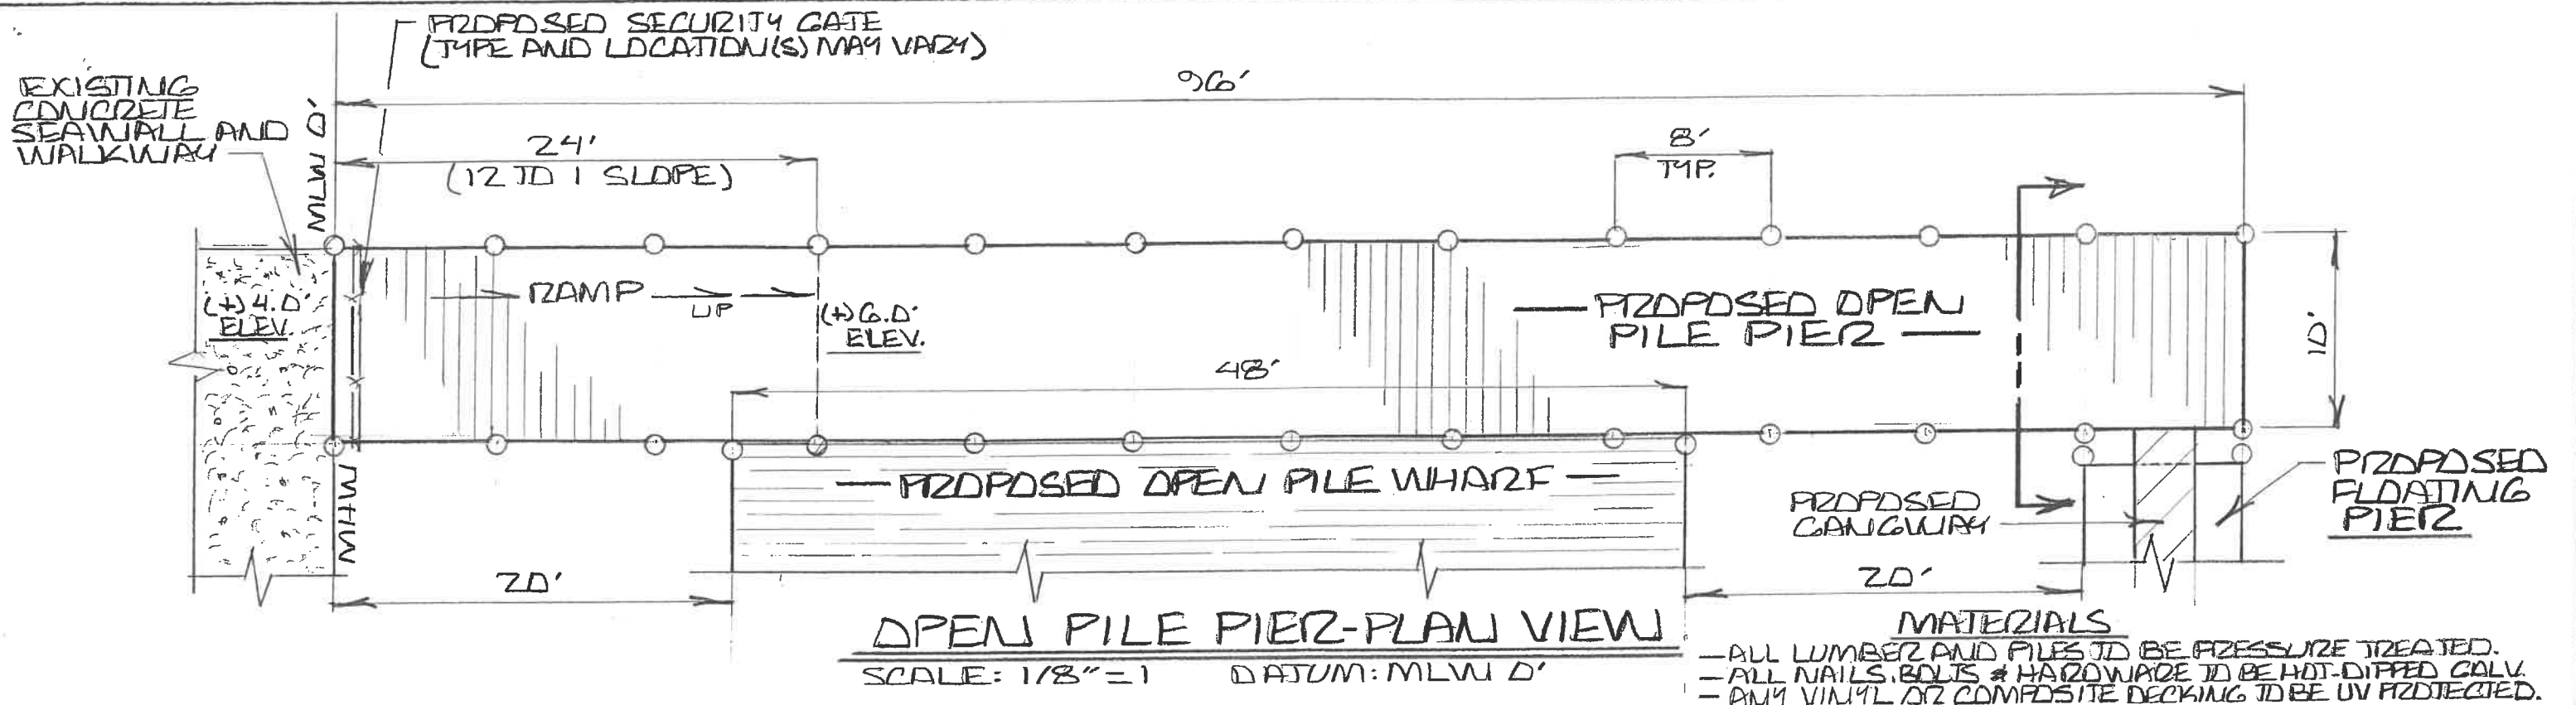 PROPOSED SECURITY GATE
(TYPE AND LOCATION(S) MAY VARY)
EXISTING
CONCRETE
SEAWALL AND
WALKWAY
MLW 0'
96'
24'
(12 TO 1 SLOPE)
8'
TYP.
(+) 4.0'
ELEV.
RAMP
UP
(+) 6.0'
ELEV.
PROPOSED OPEN
PILE PIER
10'
48'
MHW
PROPOSED OPEN PILE WHARF
PROPOSED
GANGWAY
PROPOSED
FLOATING
PIER
20'
20'
OPEN PILE PIER-PLAN VIEW
SCALE: 1/8"=1 DATUM: MLW 0'
MATERIALS
- ALL LUMBER AND PILES TO BE PRESSURE TREATED.
- ALL NAILS, BOLTS & HARDWARE TO BE HOT-DIPPED GALV.
- ANY VINYL OR COMPOSITE DECKING TO BE UV PROTECTED.